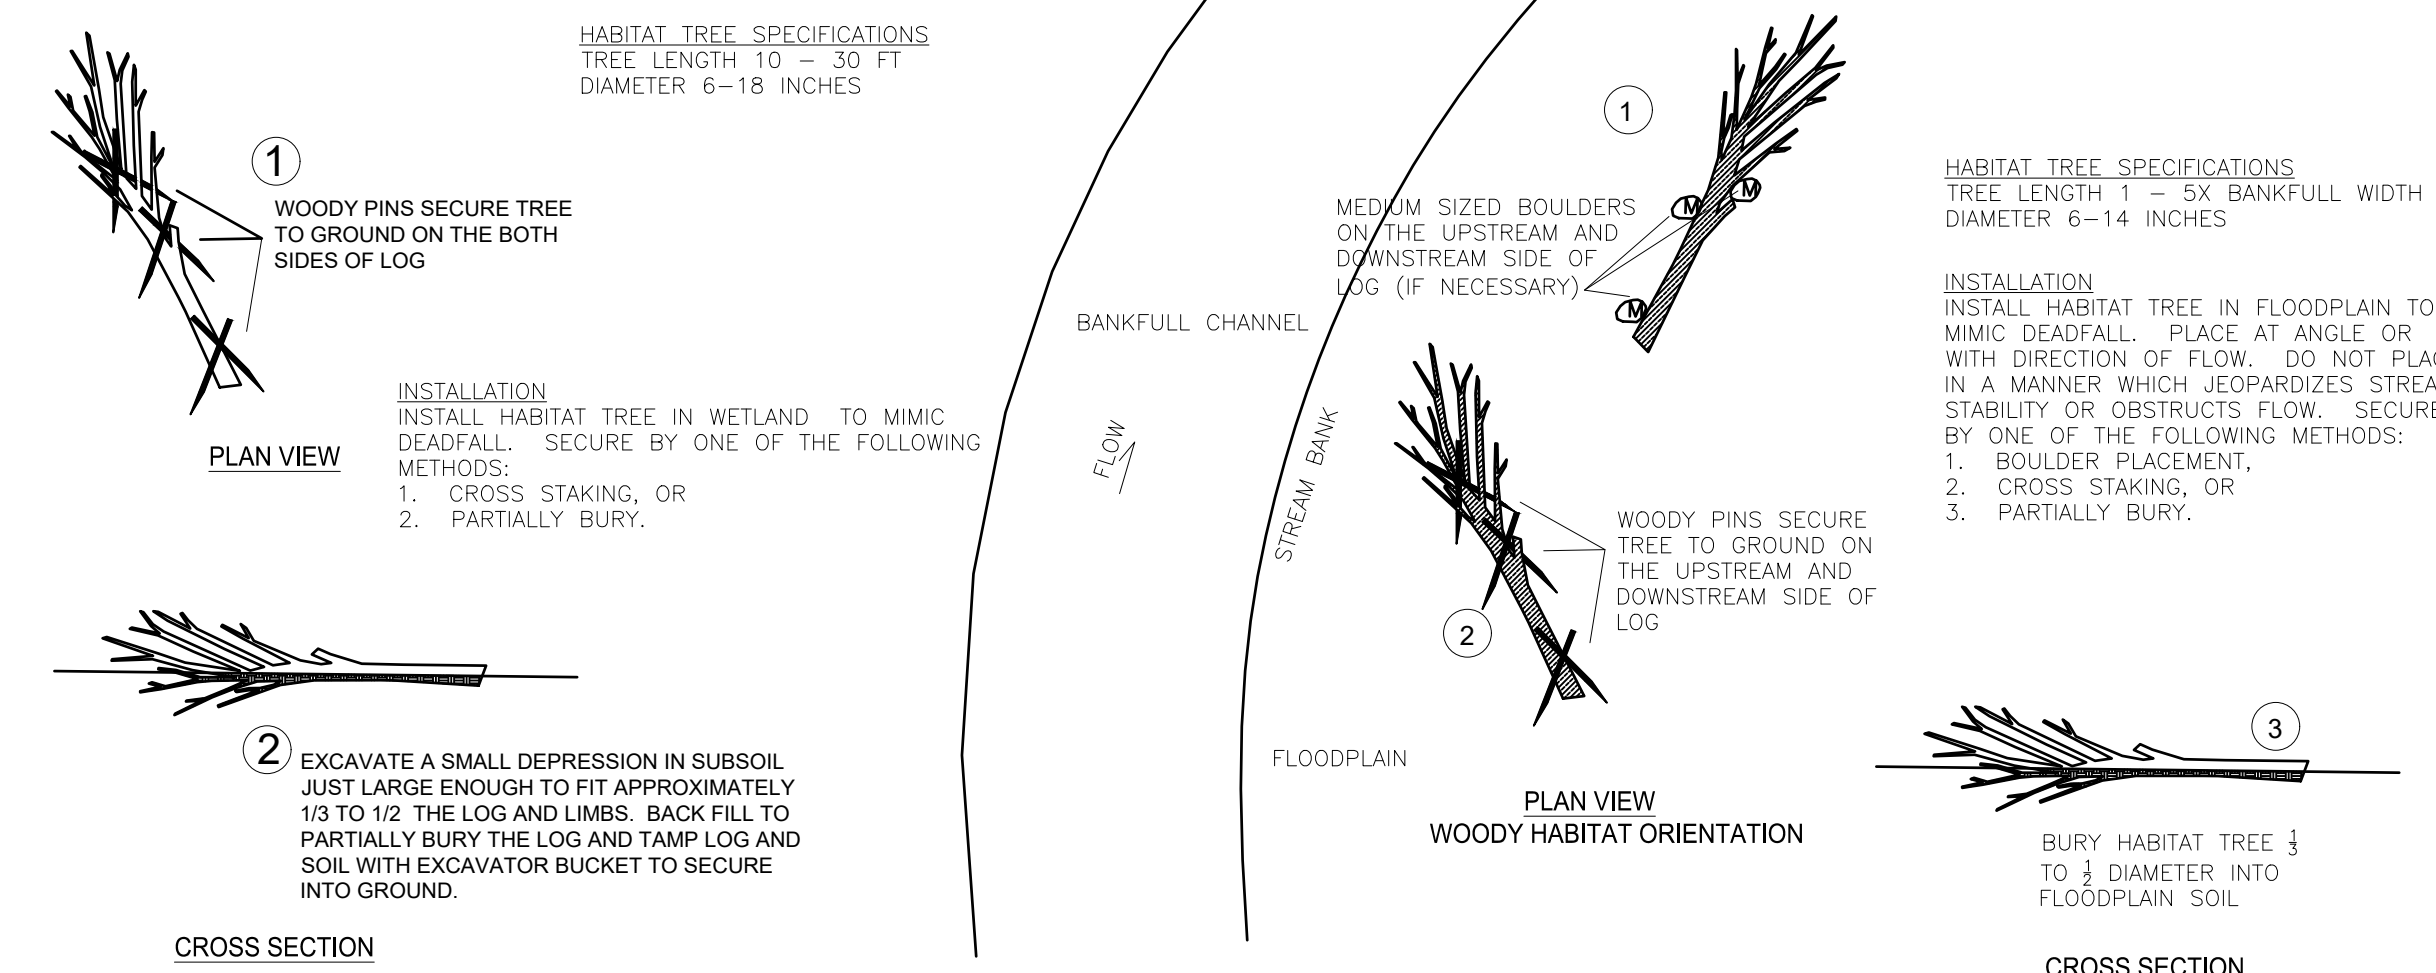 HABITAT TREE SPECIFICATIONS
TREE LENGTH 10 – 30 FT
DIAMETER 6–18 INCHES
1
WOODY PINS SECURE TREE
TO GROUND ON THE BOTH
SIDES OF LOG
PLAN VIEW
INSTALLATION
INSTALL HABITAT TREE IN WETLAND TO MIMIC
DEADFALL. SECURE BY ONE OF THE FOLLOWING
METHODS:
1. CROSS STAKING, OR
2. PARTIALLY BURY.
2
EXCAVATE A SMALL DEPRESSION IN SUBSOIL
JUST LARGE ENOUGH TO FIT APPROXIMATELY
1/3 TO 1/2 THE LOG AND LIMBS. BACK FILL TO
PARTIALLY BURY THE LOG AND TAMP LOG AND
SOIL WITH EXCAVATOR BUCKET TO SECURE
INTO GROUND.
CROSS SECTION
1
MEDIUM SIZED BOULDERS
ON THE UPSTREAM AND
DOWNSTREAM SIDE OF
LOG (IF NECESSARY)
M
M
M
BANKFULL CHANNEL
FLOW
STREAM BANK
WOODY PINS SECURE
TREE TO GROUND ON
THE UPSTREAM AND
DOWNSTREAM SIDE OF
LOG
2
FLOODPLAIN
PLAN VIEW
WOODY HABITAT ORIENTATION
HABITAT TREE SPECIFICATIONS
TREE LENGTH 1 – 5X BANKFULL WIDTH
DIAMETER 6–14 INCHES
INSTALLATION
INSTALL HABITAT TREE IN FLOODPLAIN TO
MIMIC DEADFALL. PLACE AT ANGLE OR
WITH DIRECTION OF FLOW. DO NOT PLAC
IN A MANNER WHICH JEOPARDIZES STREA
STABILITY OR OBSTRUCTS FLOW. SECURE
BY ONE OF THE FOLLOWING METHODS:
1. BOULDER PLACEMENT,
2. CROSS STAKING, OR
3. PARTIALLY BURY.
3
BURY HABITAT TREE 1/3
TO 1/2 DIAMETER INTO
FLOODPLAIN SOIL
CROSS SECTION